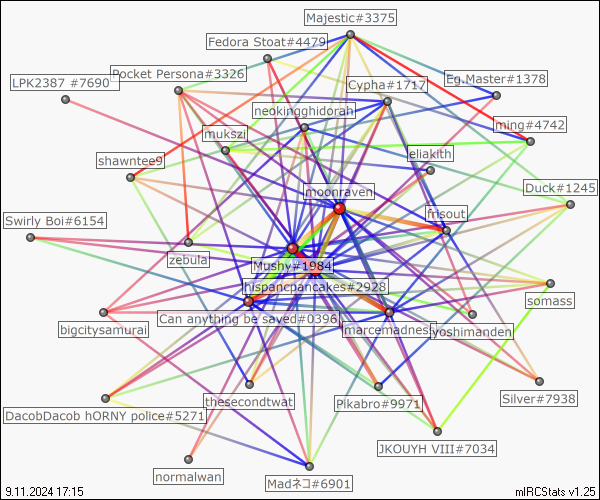 Majestic#3375
Fedora Stoat#4479
Pocket Persona#3326
LPK2387 #7690
Cypha#1717
Eg.Master#1378
neokingghidorah
ming#4742
mukszi
eliakith
shawntee9
moonraven
Duck#1245
Swirly Boi#6154
frisout
zebula
Mushy#1984
hispancpancakes#2928
somass
Can anything be saved#0396
marcemadness
yoshimanden
bigcitysamurai
thesecondtwat
Pikabro#9971
Silver#7938
DacobDacob hORNY police#5271
JKOUYH VIII#7034
normalwan
Madネコ#6901
9.11.2024 17:15
mIRCStats v1.25